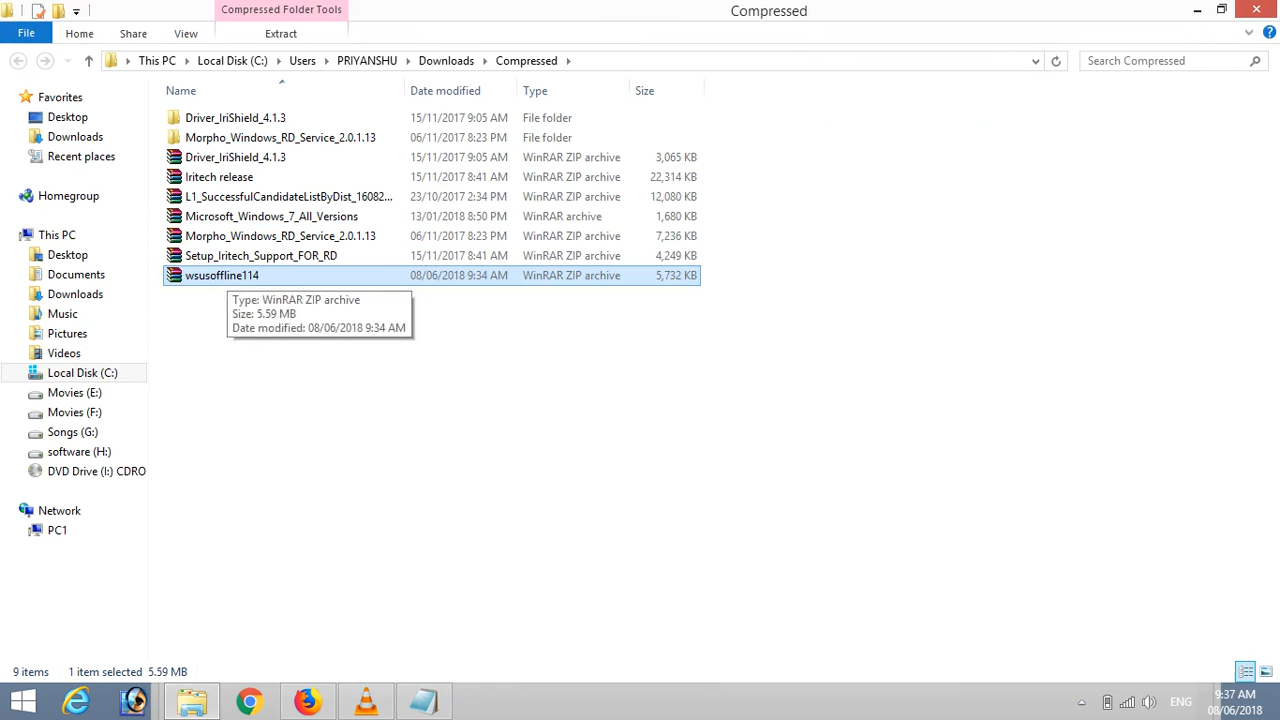 Compressed Folder Tools
Compressed
File
Home
Share
View
Extract
This PC
Local Disk (C:)
Users
PRIYANSHU
Downloads
Compressed
Search Compressed
Name
Date modified
Type
Size
Favorites
Desktop
Downloads
Recent places
Homegroup
This PC
Desktop
Documents
Downloads
Music
Pictures
Videos
Local Disk (C:)
Movies (E:)
Movies (F:)
Songs (G:)
software (H:)
DVD Drive (I:) CDRO
Network
PC1
Driver_IriShield_4.1.3 15/11/2017 9:05 AM File folder
Morpho_Windows_RD_Service_2.0.1.13 06/11/2017 8:23 PM File folder
Driver_IriShield_4.1.3 15/11/2017 9:05 AM WinRAR ZIP archive 3,065 KB
Iritech release 15/11/2017 8:41 AM WinRAR ZIP archive 22,314 KB
L1_SuccessfulCandidateListByDist_16082... 23/10/2017 2:34 PM WinRAR ZIP archive 12,080 KB
Microsoft_Windows_7_All_Versions 13/01/2018 8:50 PM WinRAR archive 1,680 KB
Morpho_Windows_RD_Service_2.0.1.13 06/11/2017 8:23 PM WinRAR ZIP archive 7,236 KB
Setup_Iritech_Support_FOR_RD 15/11/2017 8:41 AM WinRAR ZIP archive 4,249 KB
wsusoffline114 08/06/2018 9:34 AM WinRAR ZIP archive 5,732 KB
Type: WinRAR ZIP archive
Size: 5.59 MB
Date modified: 08/06/2018 9:34 AM
9 items
1 item selected 5.59 MB
ENG
9:37 AM
08/06/2018